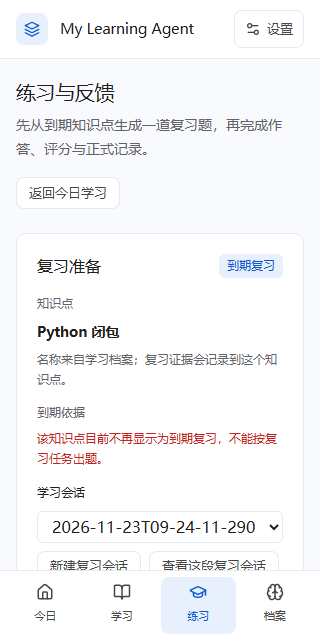 My Learning Agent
设置
练习与反馈
先从到期知识点生成一道复习题，再完成作
答、评分与正式记录。
返回今日学习
复习准备
到期复习
知识点
Python 闭包
名称来自学习档案；复习证据会记录到这个知
识点。
到期依据
该知识点目前不再显示为到期复习，不能按复
习任务出题。
学习会话
2026-11-23T09-24-11-290
新建复习会话
查看这段复习会话
今日
学习
练习
档案